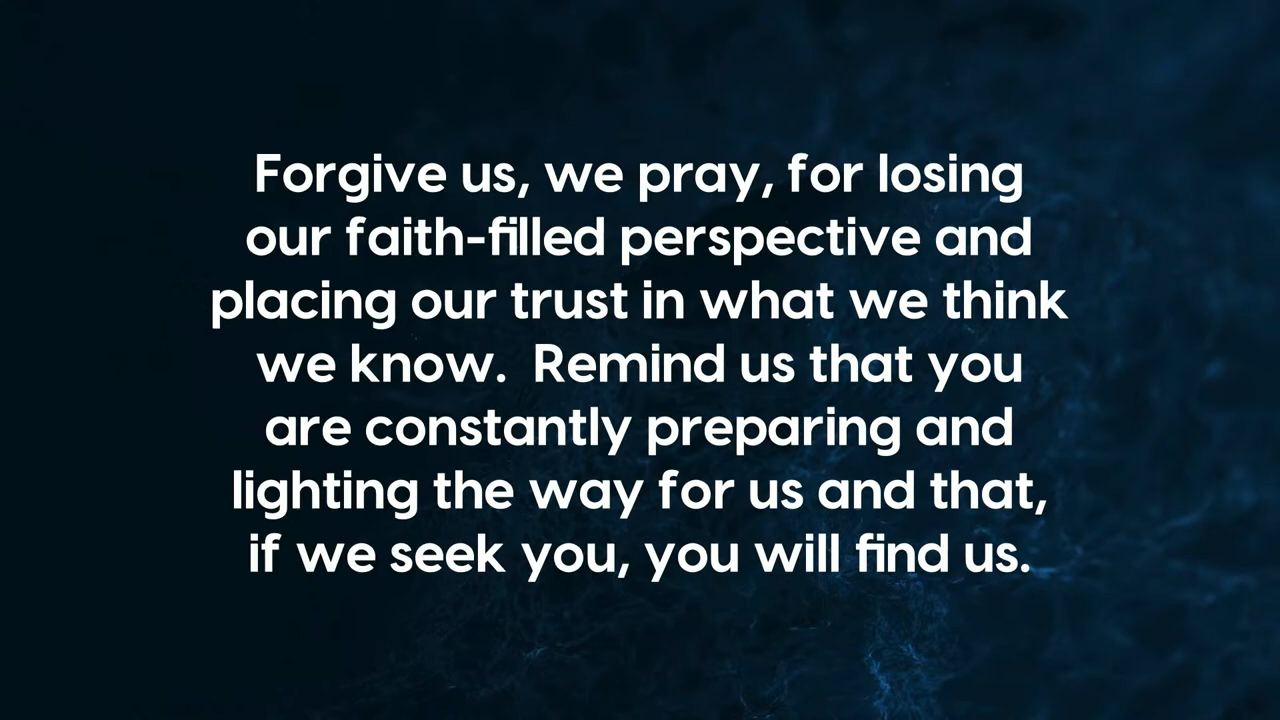 Forgive us, we pray, for losing
our faith-filled perspective and
placing our trust in what we think
we know.  Remind us that you
are constantly preparing and
lighting the way for us and that,
if we seek you, you will find us.